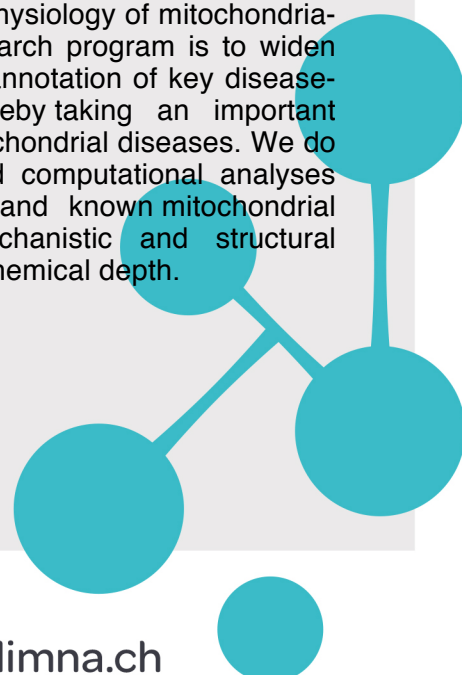 hysiology of mitochondria-
arch program is to widen
annotation of key disease-
eby taking an important
chondrial diseases. We do
d computational analyses
and known mitochondrial
chanistic and structural
hemical depth.
limna.ch